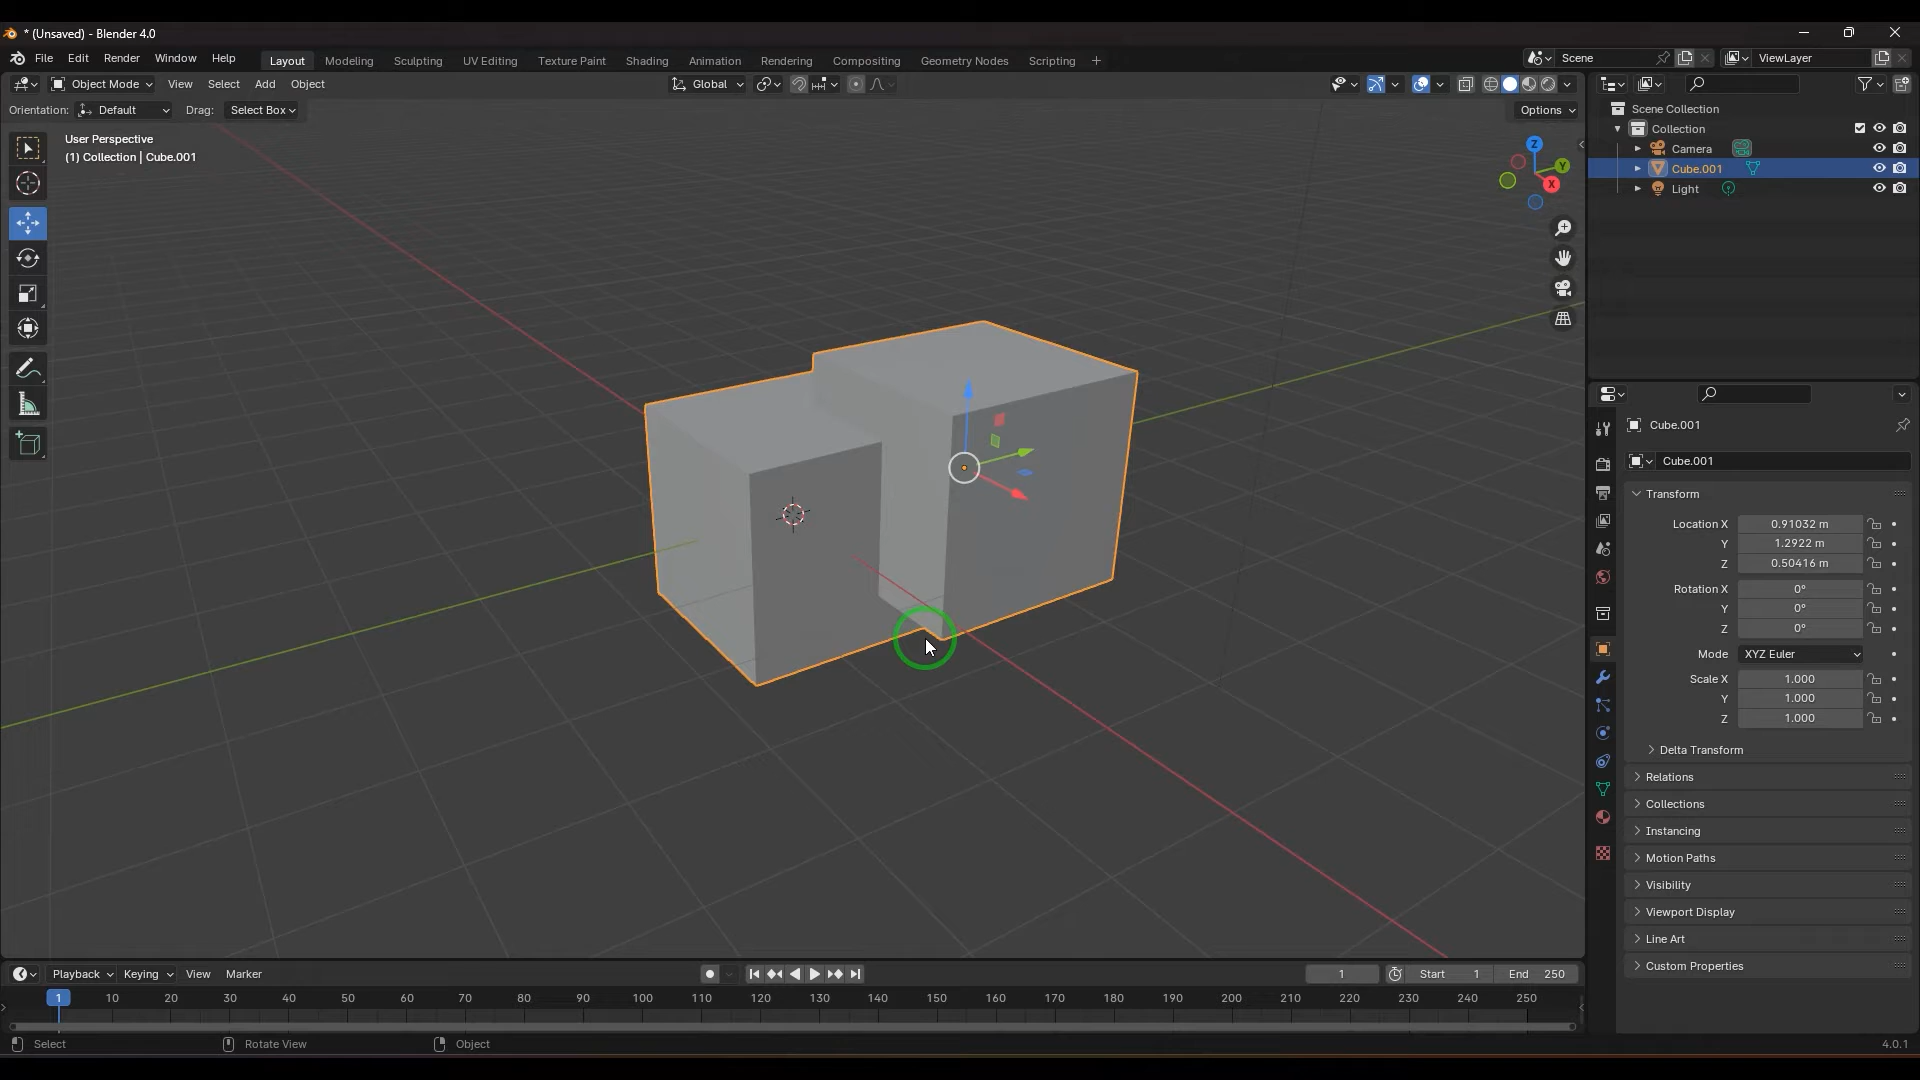 * (Unsaved) - Blender 4.0
File Edit Render Window Help Layout Modeling Sculpting UV Editing Texture Paint Shading Animation Rendering Compositing Geometry Nodes Scripting + Scene ViewLayer
Object Mode View Select Add Object Global
Orientation: Default Drag: Select Box Options
User Perspective
(1) Collection | Cube.001
Z
Y
X
Scene Collection
Collection
Camera
Cube.001
Light
Cube.001
Cube.001
Transform
Location X 0.91032 m
Y 1.2922 m
Z 0.50416 m
Rotation X 0°
Y 0°
Z 0°
Mode XYZ Euler
Scale X 1.000
Y 1.000
Z 1.000
Delta Transform
Relations
Collections
Instancing
Motion Paths
Visibility
Viewport Display
Line Art
Custom Properties
Playback Keying View Marker 1 Start 1 End 250
1 10 20 30 40 50 60 70 80 90 100 110 120 130 140 150 160 170 180 190 200 210 220 230 240 250
Select Rotate View Object 4.0.1